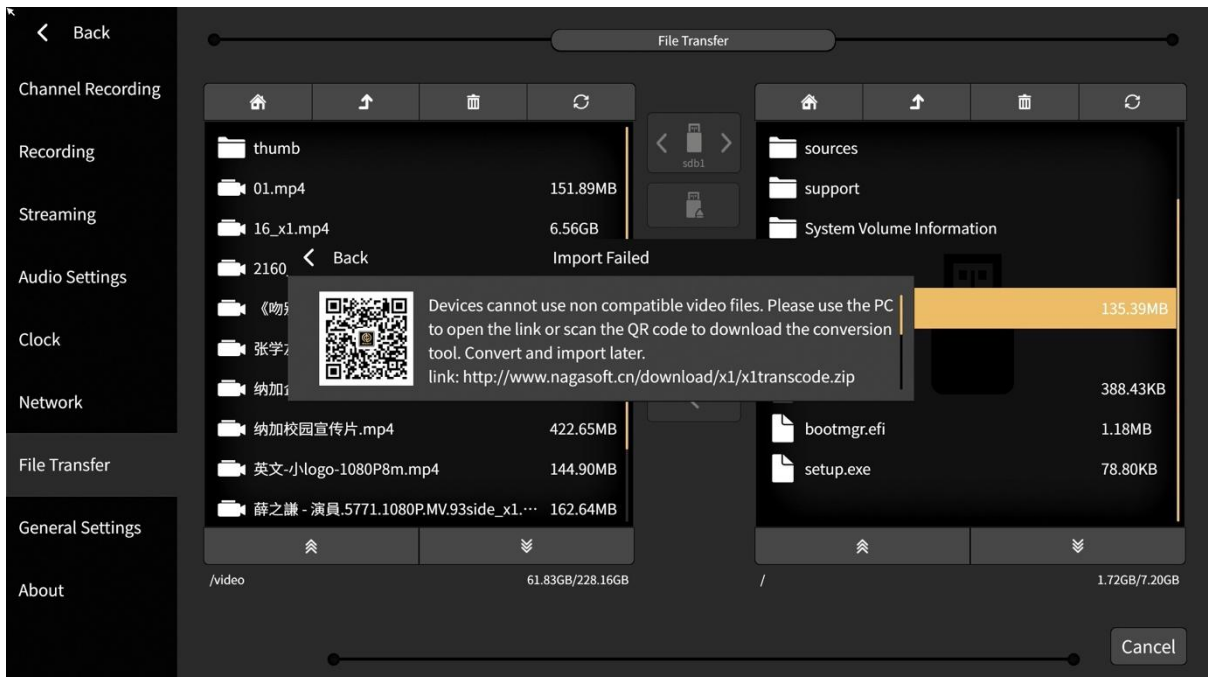 Back
File Transfer
Channel Recording
Recording
Streaming
Audio Settings
Clock
Network
File Transfer
General Settings
About
thumb
01.mp4 151.89MB
16_x1.mp4 6.56GB
2160
《吻
张学
纳加
纳加校园宣传片.mp4 422.65MB
英文-小logo-1080P8m.mp4 144.90MB
薛之謙 - 演員.5771.1080P.MV.93side_x1.… 162.64MB
/video 61.83GB/228.16GB
sdb1
sources
support
System Volume Information
135.39MB
388.43KB
bootmgr.efi 1.18MB
setup.exe 78.80KB
/ 1.72GB/7.20GB
Back Import Failed
Devices cannot use non compatible video files. Please use the PC
to open the link or scan the QR code to download the conversion
tool. Convert and import later.
link: http://www.nagasoft.cn/download/x1/x1transcode.zip
Cancel